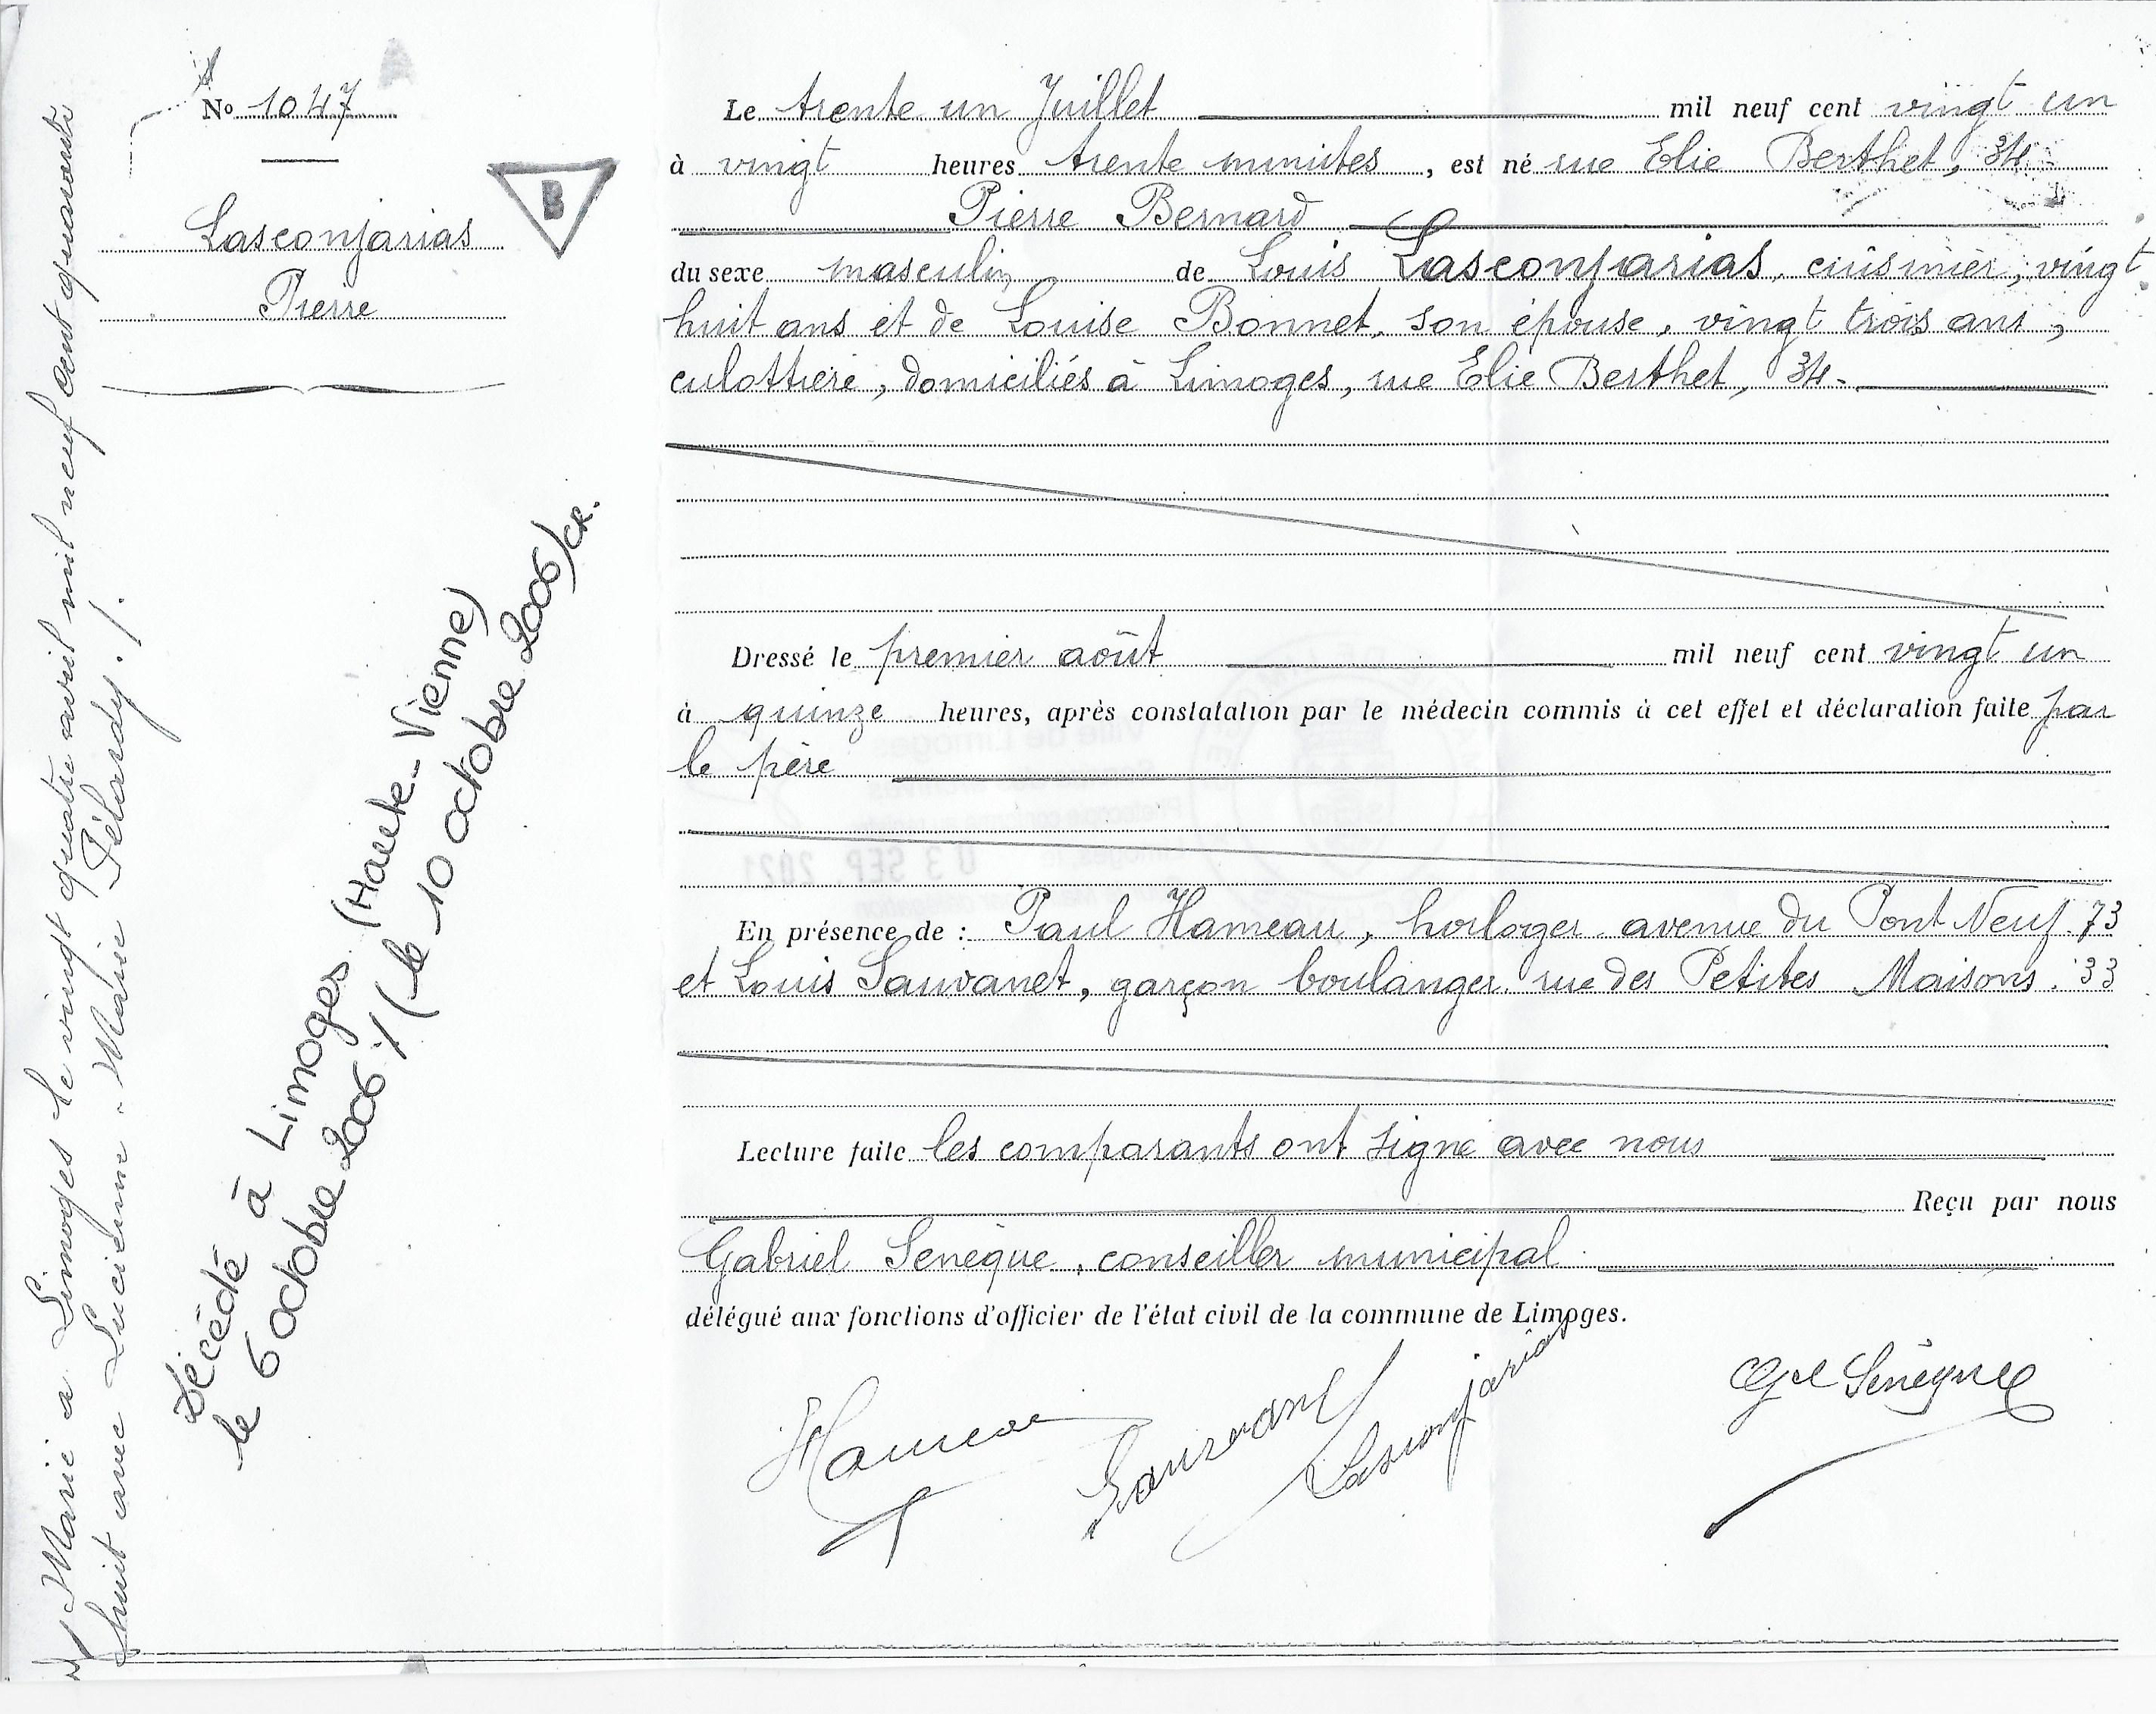 N° 1047
B
Lasconjarias
Pierre
Marié à Limoges le vingt quatre avril mil neuf cent quarante
huit avec Lucienne Marie Pélaudy ./.
Décédé à Limoges (Haute-Vienne)
le 6 octobre 2006 ./. (le 10 octobre 2006) CR.
Le trente un Juillet mil neuf cent vingt un
à vingt heures trente minutes, est né rue Elie Berthet, 34
Pierre Bernard
du sexe masculin de Louis Lasconjarias, cuisinier, vingt
huit ans et de Louise Bonnet, son épouse, vingt trois ans,
culottière, domiciliés à Limoges, rue Elie Berthet, 34.
Dressé le premier août mil neuf cent vingt un
à quinze heures, après constatation par le médecin commis à cet effet et déclaration faite par
le père
Ville de Limoges
03 SEP. 2021
En présence de : Paul Hameau, horloger avenue du Pont Neuf. 73
et Louis Sauvanet, garçon boulanger rue des Petites Maisons. 33
Lecture faite les comparants ont signé avec nous
Reçu par nous
Gabriel Senèque, conseiller municipal
délégué aux fonctions d'officier de l'état civil de la commune de Limoges.
Hameau Sauvanet Lasconjarias Gel Senèque